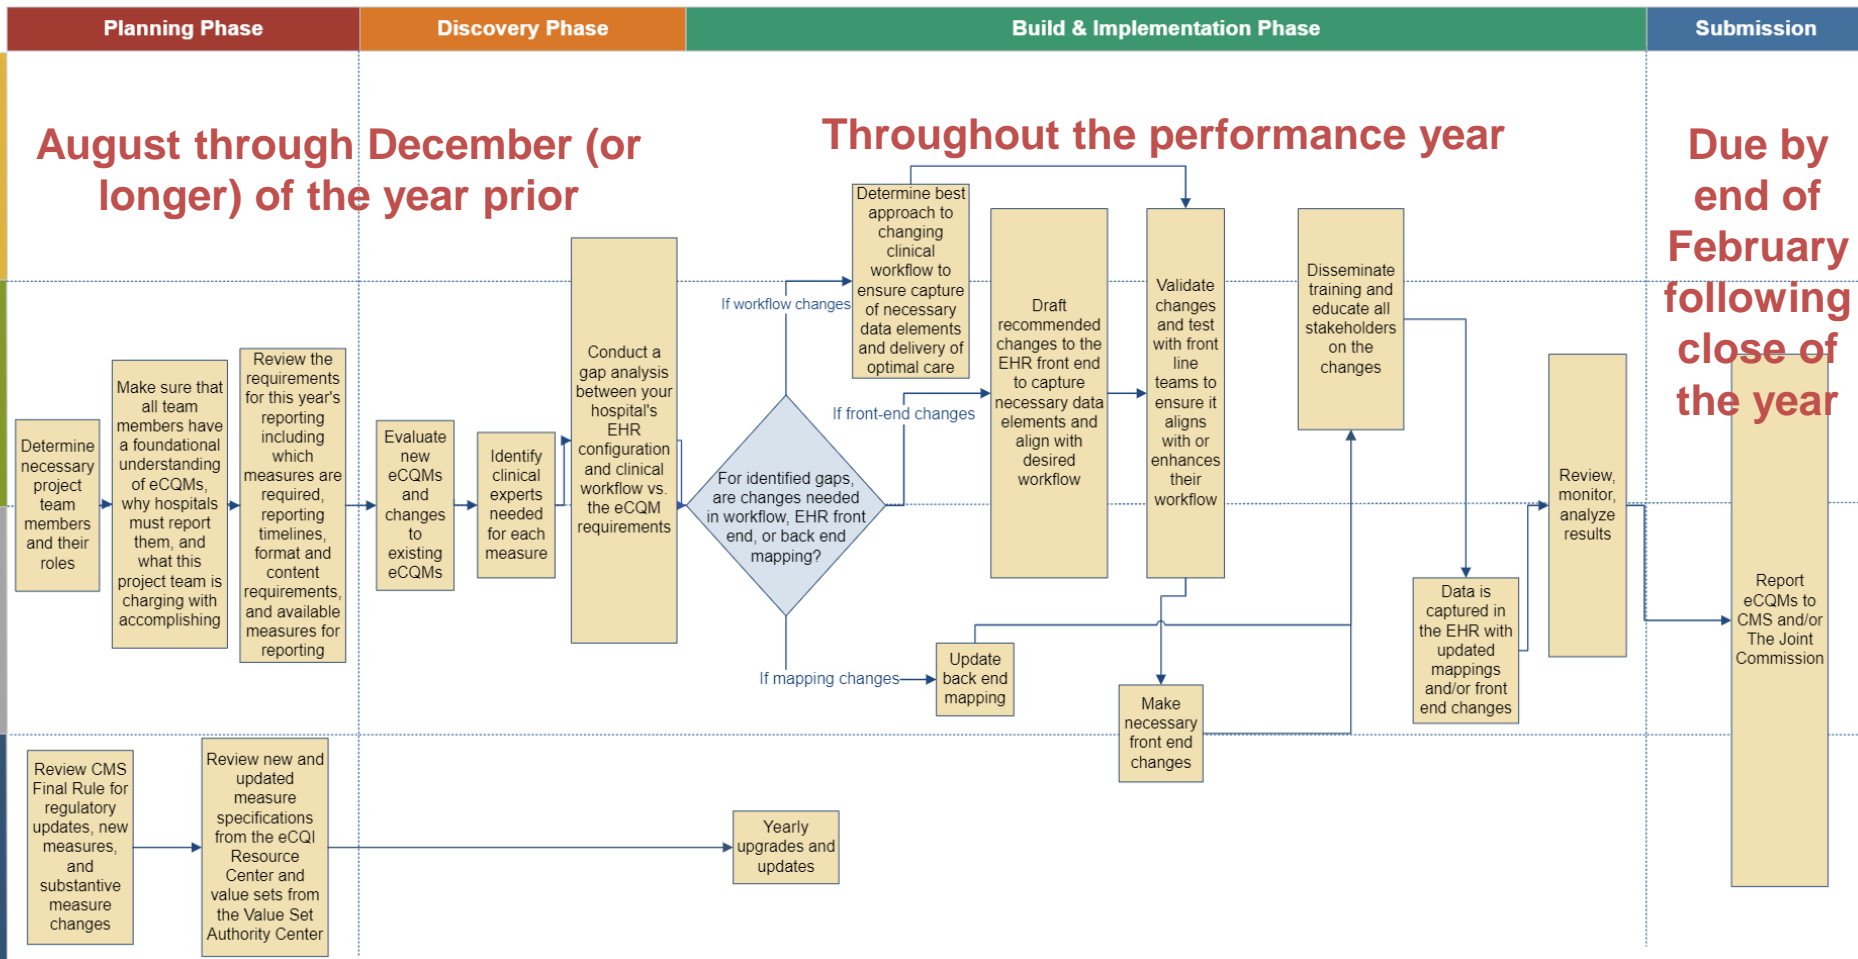 Planning Phase
Discovery Phase
Build & Implementation Phase
Submission
August through December (or
longer) of the year prior
Throughout the performance year
Due by
end of
February
following
close of
the year
Determine
necessary
project
team
members
and their
roles
Make sure that
all team
members have
a foundational
understanding
of eCQMs,
why hospitals
must report
them, and
what this
project team is
charging with
accomplishing
Review the
requirements
for this year's
reporting
including
which
measures are
required,
reporting
timelines,
format and
content
requirements,
and available
measures for
reporting
Evaluate
new
eCQMs
and
changes
to
existing
eCQMs
Identify
clinical
experts
needed
for each
measure
Conduct a
gap analysis
between your
hospital's
EHR
configuration
and clinical
workflow vs.
the eCQM
requirements
For identified gaps,
are changes needed
in workflow, EHR front
end, or back end
mapping?
If workflow changes
Determine best
approach to
changing
clinical
workflow to
ensure capture
of necessary
data elements
and delivery of
optimal care
If front-end changes
Draft
recommended
changes to the
EHR front end
to capture
necessary data
elements and
align with
desired
workflow
Validate
changes
and test
with front
line
teams to
ensure it
aligns
with or
enhances
their
workflow
If mapping changes
Update
back end
mapping
Make
necessary
front end
changes
Disseminate
training and
educate all
stakeholders
on the
changes
Data is
captured in
the EHR with
updated
mappings
and/or front
end changes
Review,
monitor,
analyze
results
Report
eCQMs to
CMS and/or
The Joint
Commission
Review CMS
Final Rule for
regulatory
updates, new
measures,
and
substantive
measure
changes
Review new and
updated
measure
specifications
from the eCQI
Resource
Center and
value sets from
the Value Set
Authority Center
Yearly
upgrades and
updates